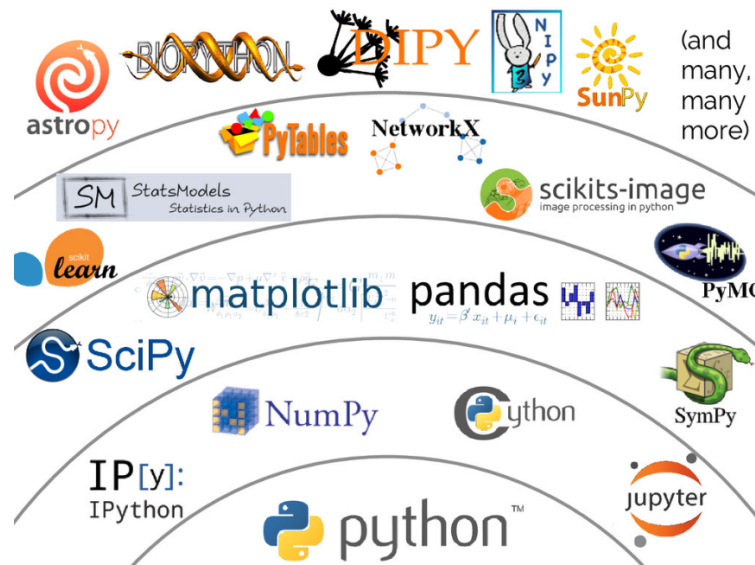 BIOPYTHON
DIPY
NIPY
(and
many,
many
more)
astropy
SunPy
PyTables
NetworkX
SM
StatsModels
Statistics in Python
scikits-image
image processing in python
scikit
learn
matplotlib
pandas
PyMC
SciPy
SymPy
NumPy
Cython
IP[y]:
IPython
jupyter
python™